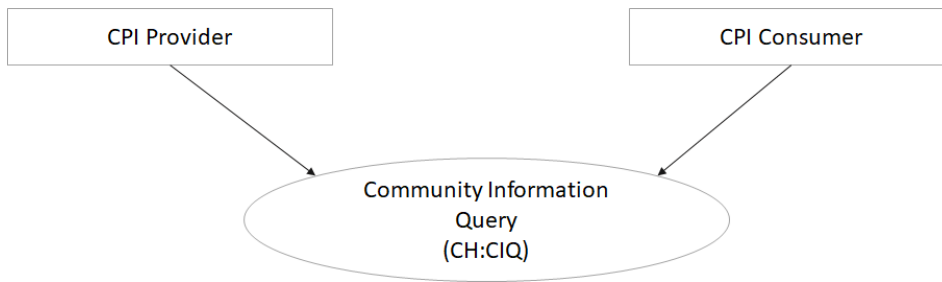 CPI Provider
CPI Consumer
Community Information
Query
(CH:CIQ)